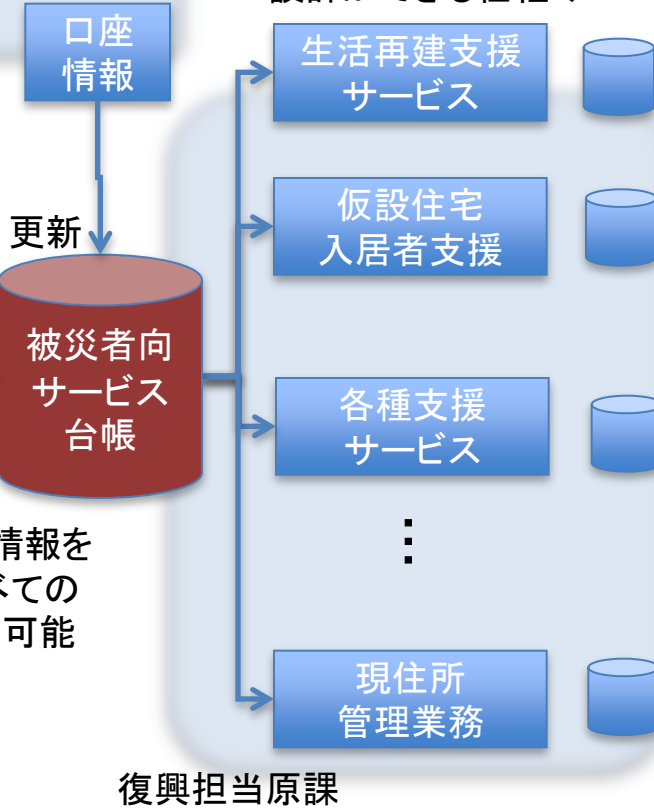 口座
情報
生活再建支援
サービス
仮設住宅
入居者支援
更新
被災者向
サービス
台帳
各種支援
サービス
情報を
ての
可能
現住所
管理業務
復興担当原課